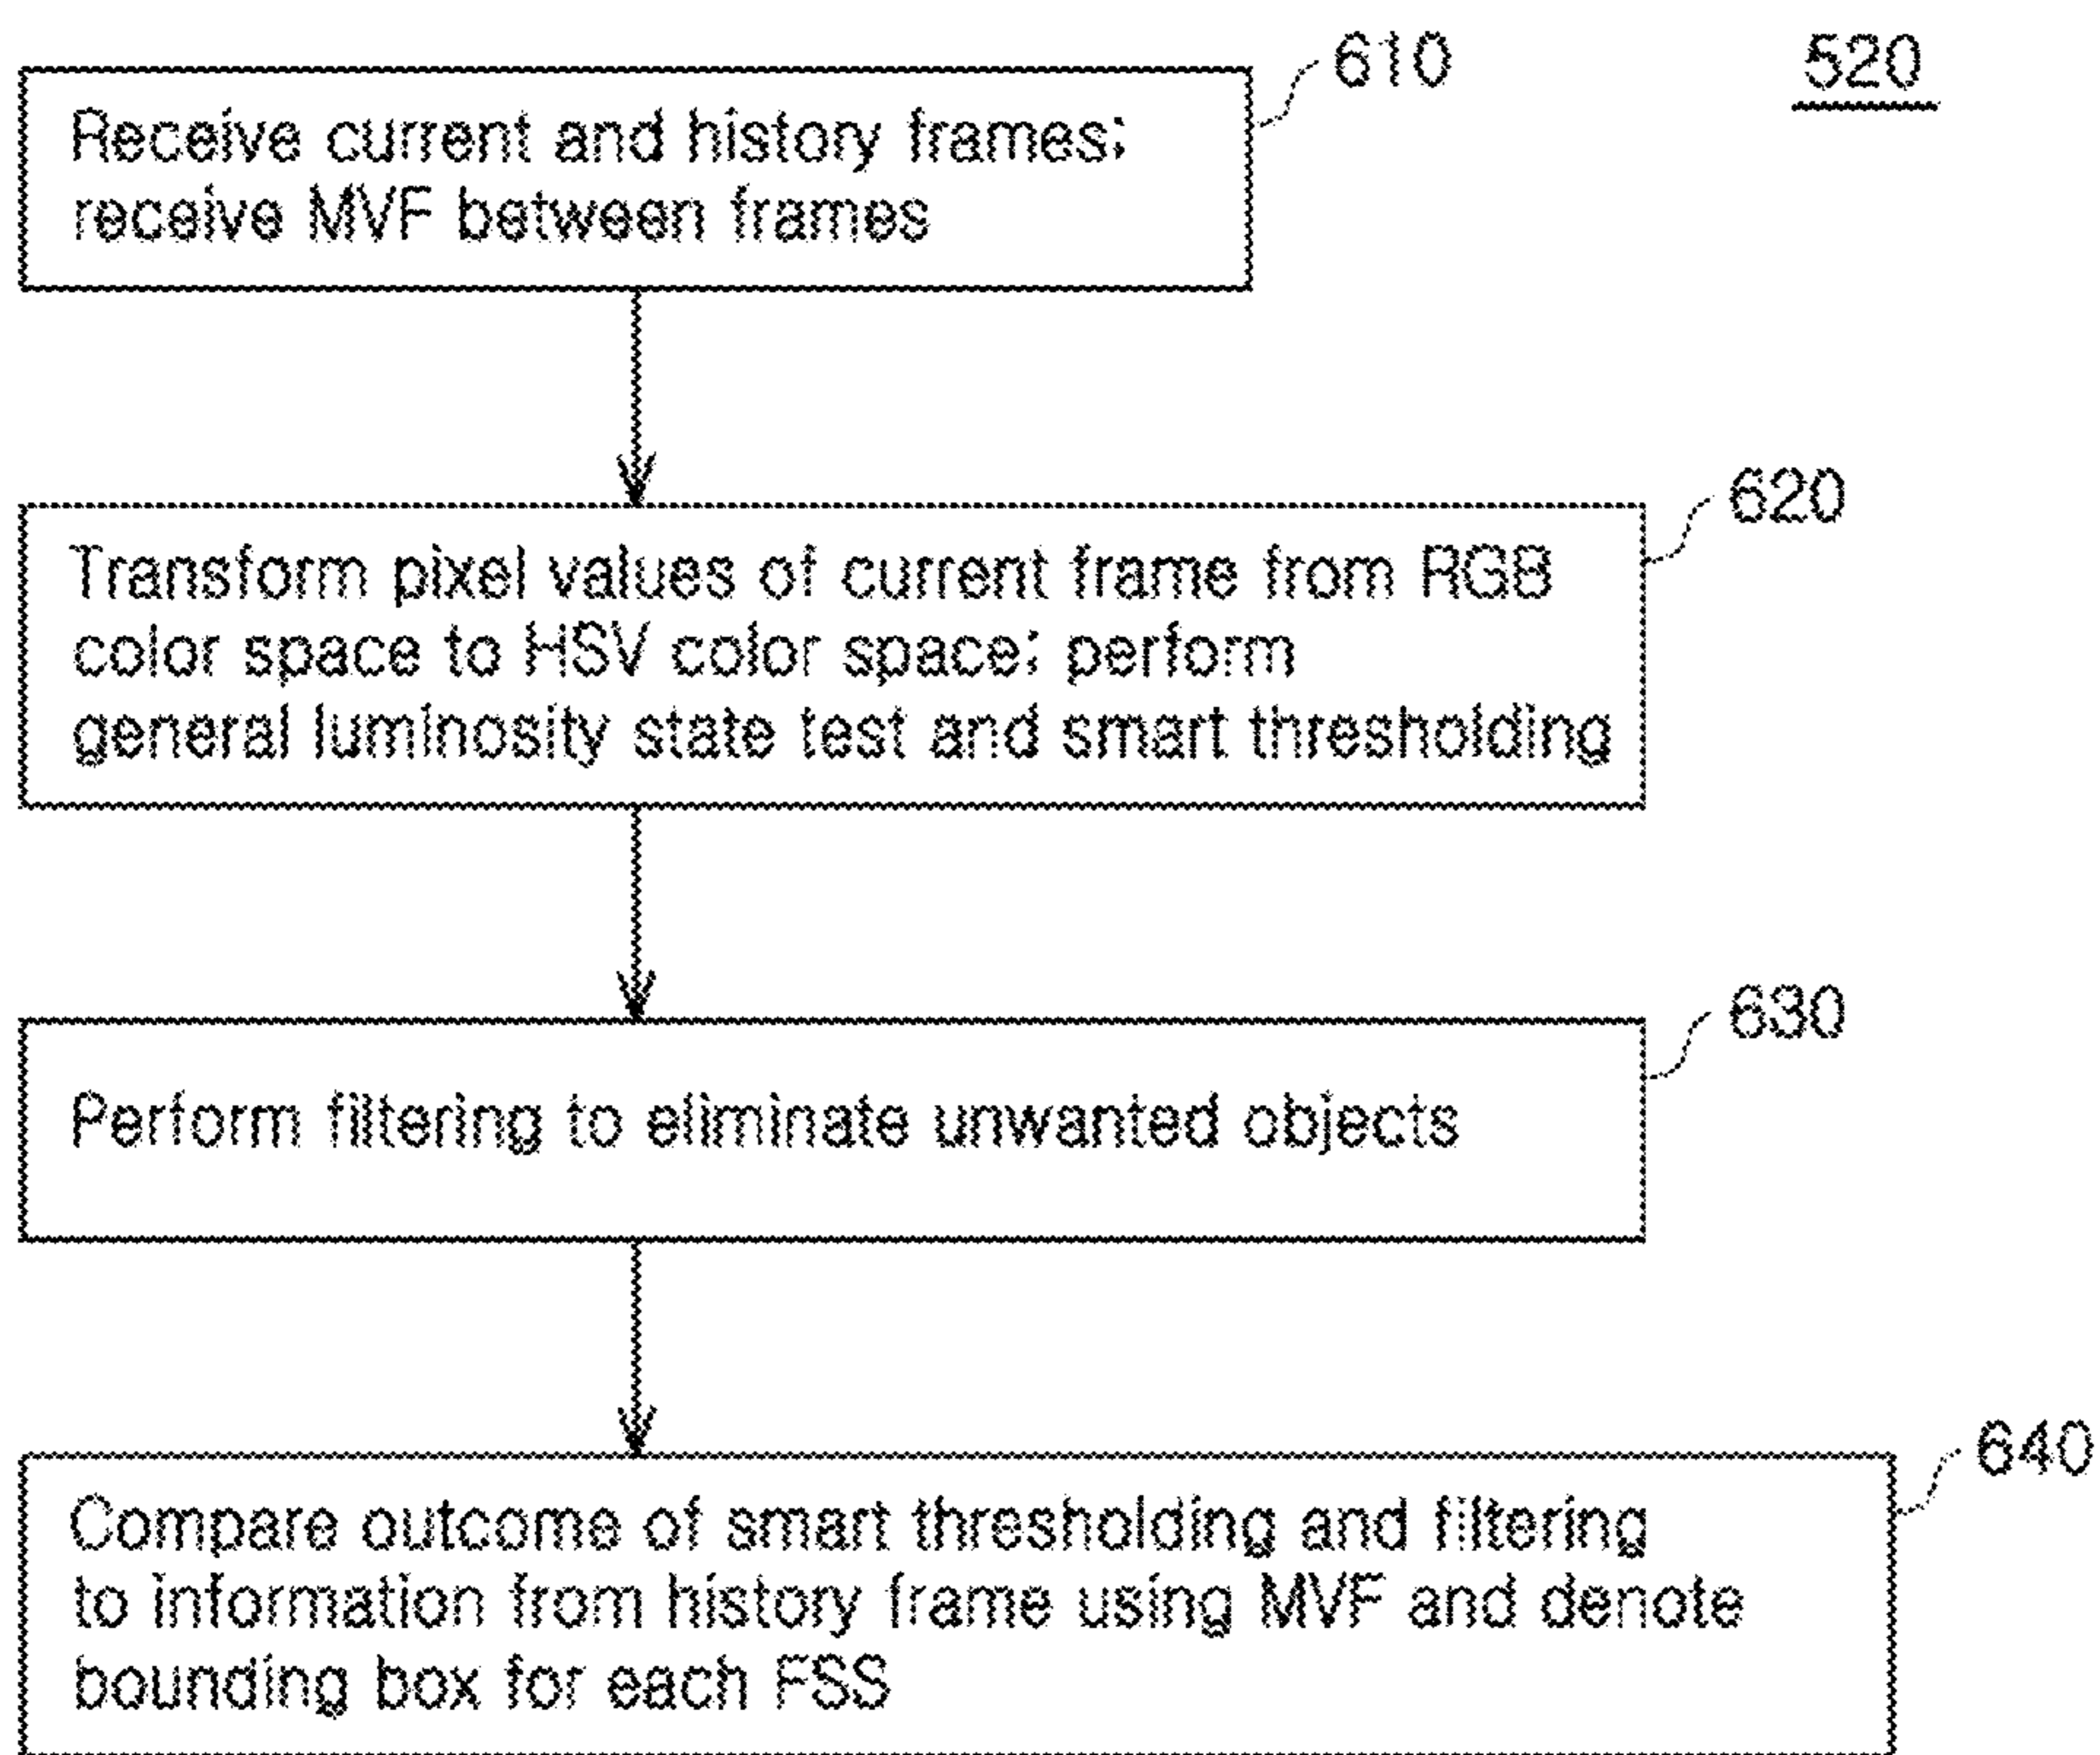 610
520
Receive current and history frames;
receive MVF between frames
620
Transform pixel values of current frame from RGB
color space to HSV color space; perform
general luminosity state test and smart thresholding
630
Perform filtering to eliminate unwanted objects
640
Compare outcome of smart thresholding and filtering
to information from history frame using MVF and denote
bounding box for each FSS